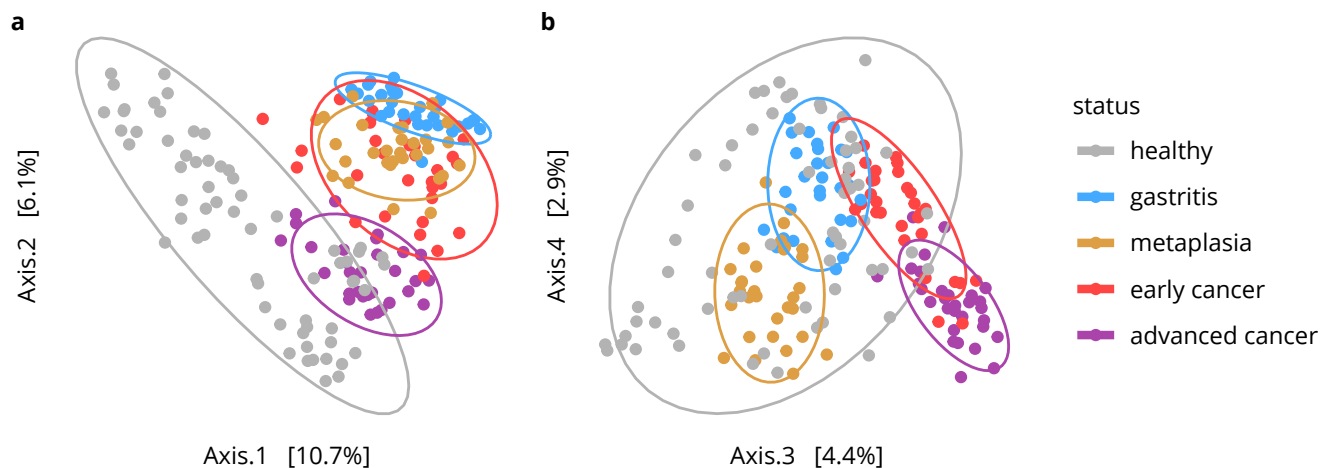 a
b
Axis.2 [6.1%]
Axis.1 [10.7%]
Axis.4 [2.9%]
Axis.3 [4.4%]
status
healthy
gastritis
metaplasia
early cancer
advanced cancer